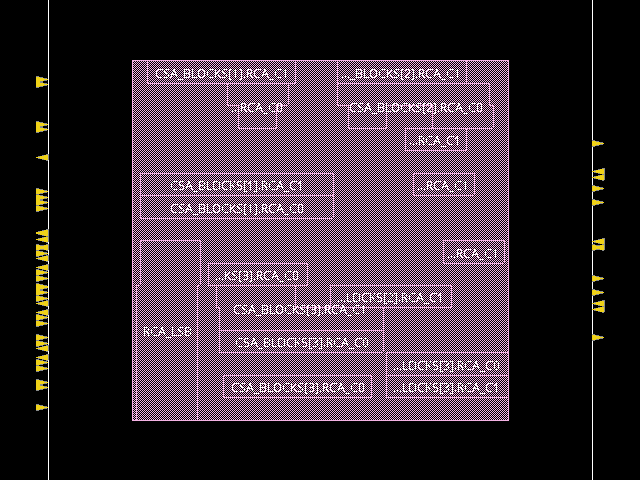 CSA_BLOCKS[1].RCA_C1
..._BLOCKS[2].RCA_C1
RCA_C0
CSA_BLOCKS[2].RCA_C0
...RCA_C1
CSA_BLOCKS[1].RCA_C1
...RCA_C1
CSA_BLOCKS[1].RCA_C0
...RCA_C1
KS[3].RCA_C0
...LOCKS[2].RCA_C1
CSA_BLOCKS[3].RCA_C1
RCA_LSB
CSA_BLOCKS[2].RCA_C0
...LOCKS[3].RCA_C0
CSA_BLOCKS[3].RCA_C0
...LOCKS[3].RCA_C1